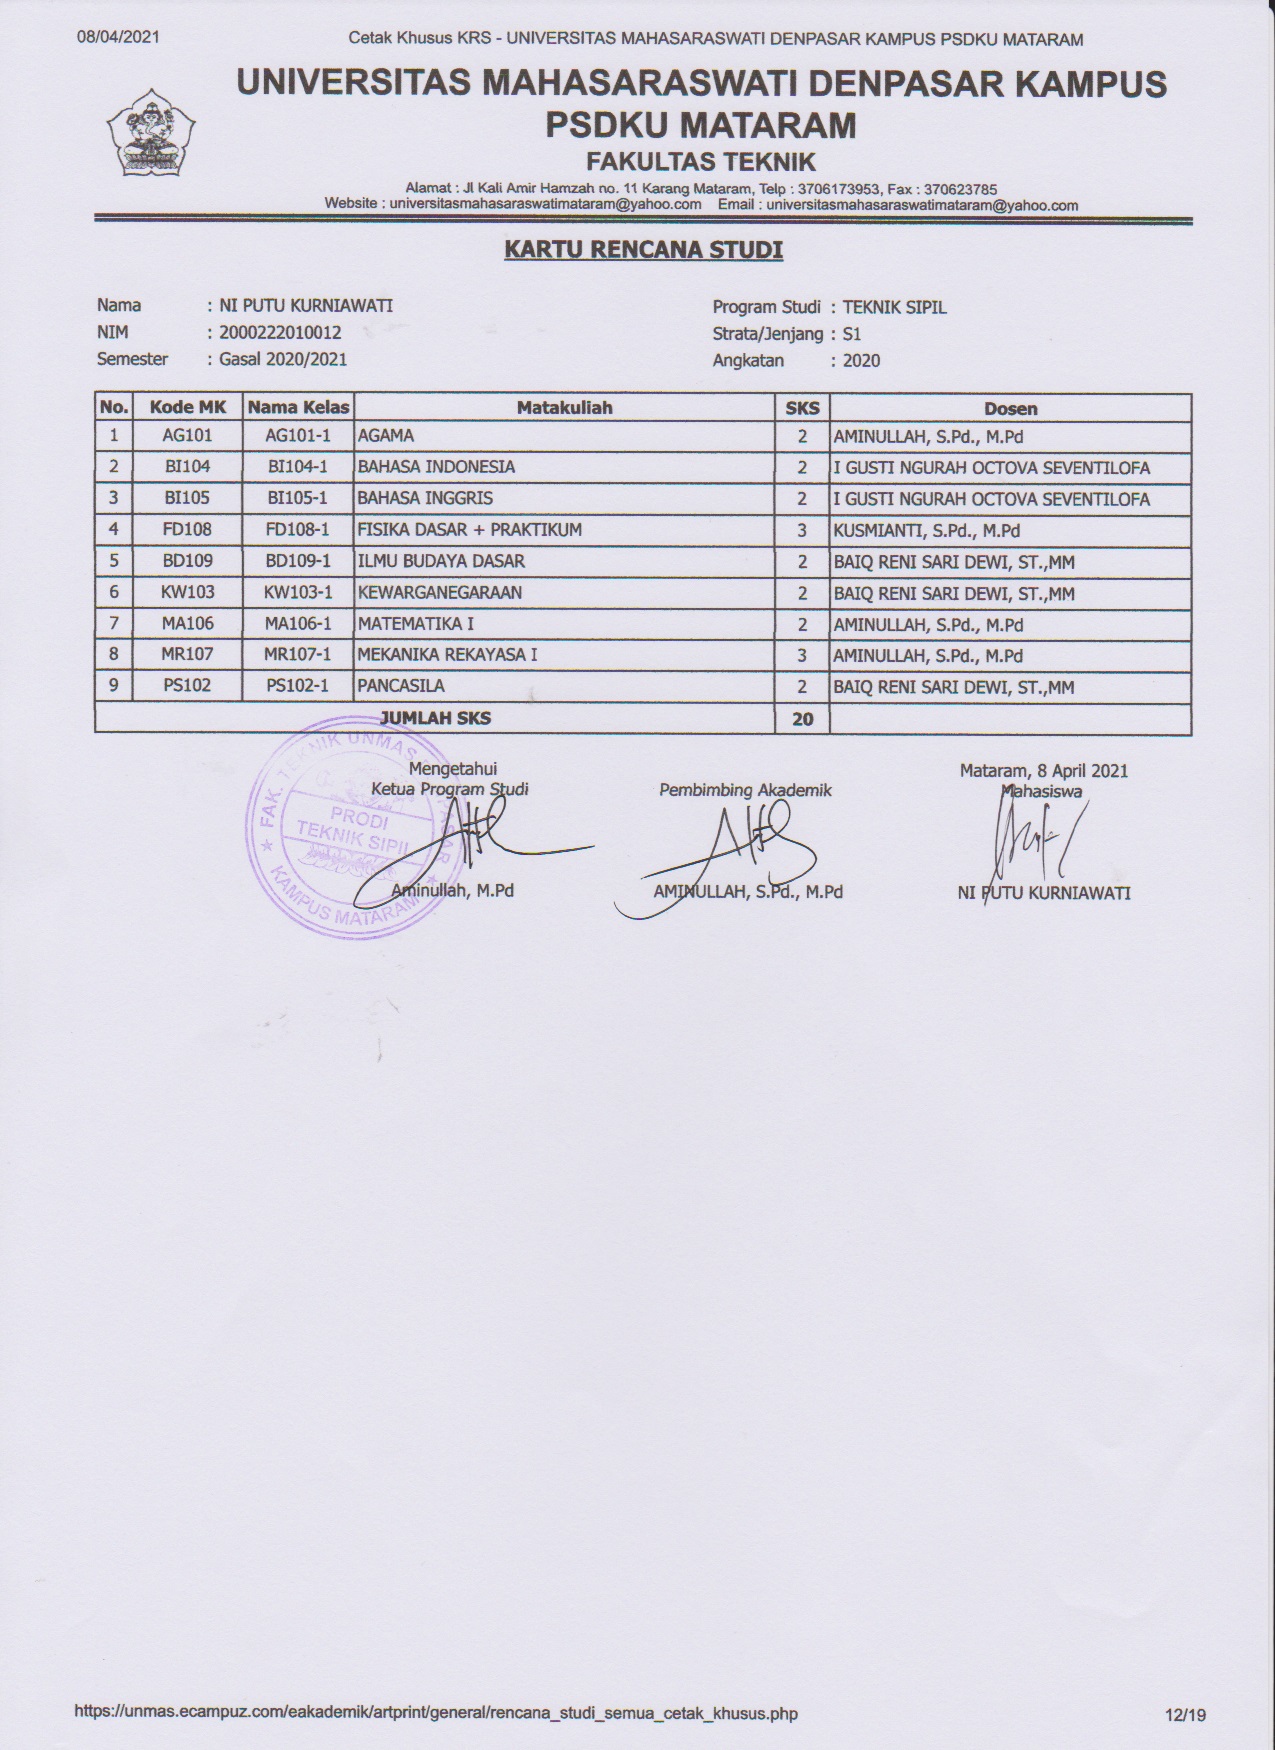 08/04/2021 Cetak Khusus KRS - UNIVERSITAS MAHASARASWATI DENPASAR KAMPUS PSDKU MATARAM
UNIVERSITAS MAHASARASWATI DENPASAR KAMPUS
PSDKU MATARAM
FAKULTAS TEKNIK
Alamat : Jl Kali Amir Hamzah no. 11 Karang Mataram, Telp : 3706173953, Fax : 370623785
Website : universitasmahasaraswatimataram@yahoo.com Email : universitasmahasaraswatimataram@yahoo.com
KARTU RENCANA STUDI
Nama : NI PUTU KURNIAWATI Program Studi : TEKNIK SIPIL
NIM : 2000222010012 Strata/Jenjang : S1
Semester : Gasal 2020/2021 Angkatan : 2020
No. Kode MK Nama Kelas Matakuliah SKS Dosen
1 AG101 AG101-1 AGAMA 2 AMINULLAH, S.Pd., M.Pd
2 BI104 BI104-1 BAHASA INDONESIA 2 I GUSTI NGURAH OCTOVA SEVENTILOFA
3 BI105 BI105-1 BAHASA INGGRIS 2 I GUSTI NGURAH OCTOVA SEVENTILOFA
4 FD108 FD108-1 FISIKA DASAR + PRAKTIKUM 3 KUSMIANTI, S.Pd., M.Pd
5 BD109 BD109-1 ILMU BUDAYA DASAR 2 BAIQ RENI SARI DEWI, ST.,MM
6 KW103 KW103-1 KEWARGANEGARAAN 2 BAIQ RENI SARI DEWI, ST.,MM
7 MA106 MA106-1 MATEMATIKA I 2 AMINULLAH, S.Pd., M.Pd
8 MR107 MR107-1 MEKANIKA REKAYASA I 3 AMINULLAH, S.Pd., M.Pd
9 PS102 PS102-1 PANCASILA 2 BAIQ RENI SARI DEWI, ST.,MM
JUMLAH SKS 20
Mengetahui Mataram, 8 April 2021
Ketua Program Studi Pembimbing Akademik Mahasiswa
FAK. TEKNIK UNMAS
PRODI
TEKNIK SIPIL
KAMPUS MATARAM
Aminullah, M.Pd AMINULLAH, S.Pd., M.Pd NI PUTU KURNIAWATI
https://unmas.ecampuz.com/eakademik/artprint/general/rencana_studi_semua_cetak_khusus.php 12/19